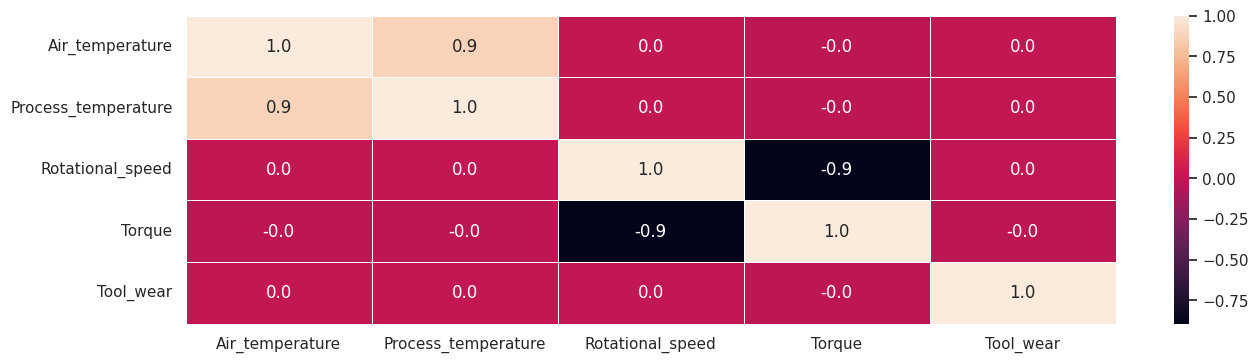 Air_temperature 1.0 0.9 0.0 -0.0 0.0
Process_temperature 0.9 1.0 0.0 -0.0 0.0
Rotational_speed 0.0 0.0 1.0 -0.9 0.0
Torque -0.0 -0.0 -0.9 1.0 -0.0
Tool_wear 0.0 0.0 0.0 -0.0 1.0
Air_temperature Process_temperature Rotational_speed Torque Tool_wear
1.00
0.75
0.50
0.25
0.00
−0.25
−0.50
−0.75